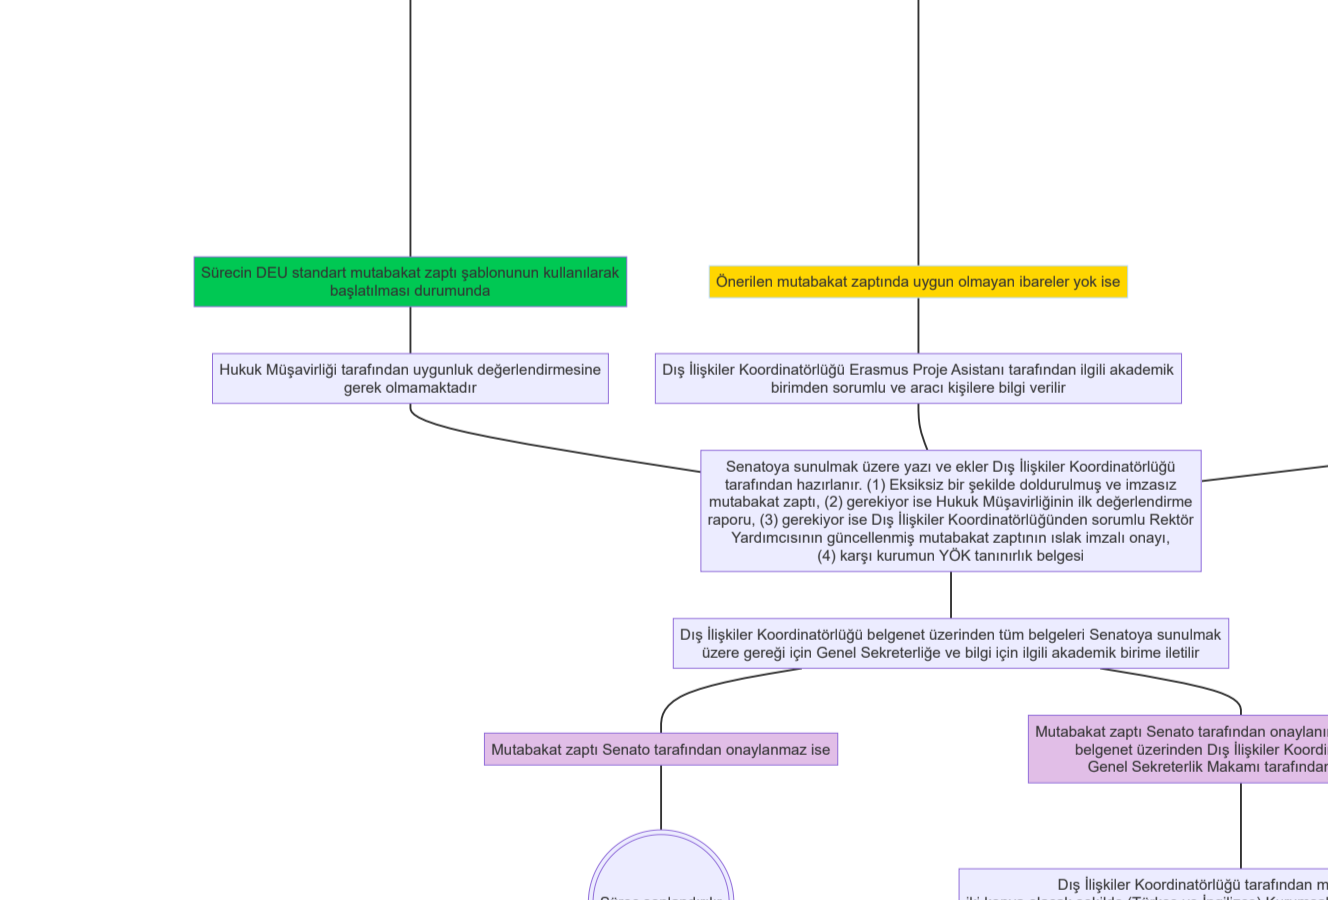 Sürecin DEU standart mutabakat zaptı şablonunun kullanılarak
başlatılması durumunda
Önerilen mutabakat zaptında uygun olmayan ibareler yok ise
Hukuk Müşavirliği tarafından uygunluk değerlendirmesine
gerek olmamaktadır
Dış İlişkiler Koordinatörlüğü Erasmus Proje Asistanı tarafından ilgili akademik
birimden sorumlu ve aracı kişilere bilgi verilir
Senatoya sunulmak üzere yazı ve ekler Dış İlişkiler Koordinatörlüğü
tarafından hazırlanır. (1) Eksiksiz bir şekilde doldurulmuş ve imzasız
mutabakat zaptı, (2) gerekiyor ise Hukuk Müşavirliğinin ilk değerlendirme
raporu, (3) gerekiyor ise Dış İlişkiler Koordinatörlüğünden sorumlu Rektör
Yardımcısının güncellenmiş mutabakat zaptının ıslak imzalı onayı,
(4) karşı kurumun YÖK tanınırlık belgesi
Dış İlişkiler Koordinatörlüğü belgenet üzerinden tüm belgeleri Senatoya sunulmak
üzere gereği için Genel Sekreterliğe ve bilgi için ilgili akademik birime iletilir
Mutabakat zaptı Senato tarafından onaylanmaz ise
Mutabakat zaptı Senato tarafından
belgenet üzerinden Dış İlişkiler
Genel Sekreterlik Makamı
Dış İlişkiler Koordinatörlüğü tarafından